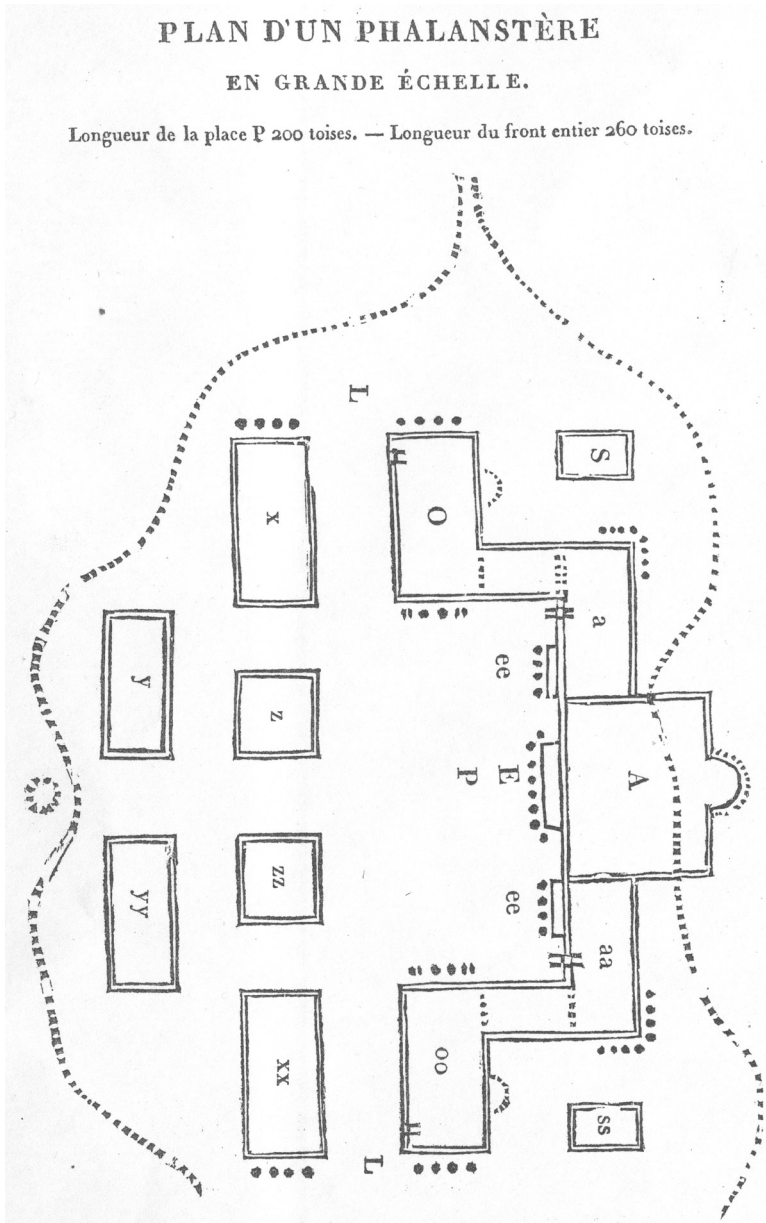 PLAN D'UN PHALANSTÈRE
EN GRANDE ÉCHELLE.
Longueur de la place P 200 toises. — Longueur du front entier 260 toises.
L
S
x
O
a
ee
y
z
E
P
A
zz
yy
ee
aa
oo
xx
ss
L